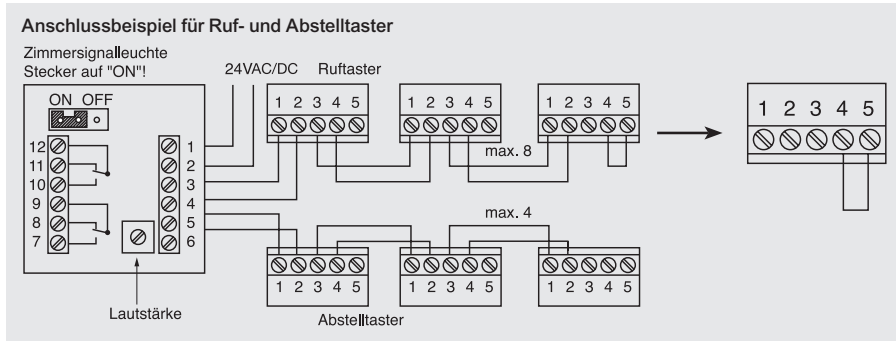 Anschlussbeispiel für Ruf- und Abstelltaster
Zimmersignalleuchte
Stecker auf "ON"!
24VAC/DC Ruftaster
ON OFF
12
11
10
9
8
7
1
2
3
4
5
6
1 2 3 4 5
1 2 3 4 5
1 2 3 4 5
1 2 3 4 5
max. 8
max. 4
1 2 3 4 5
1 2 3 4 5
1 2 3 4 5
Lautstärke
Abstelltaster